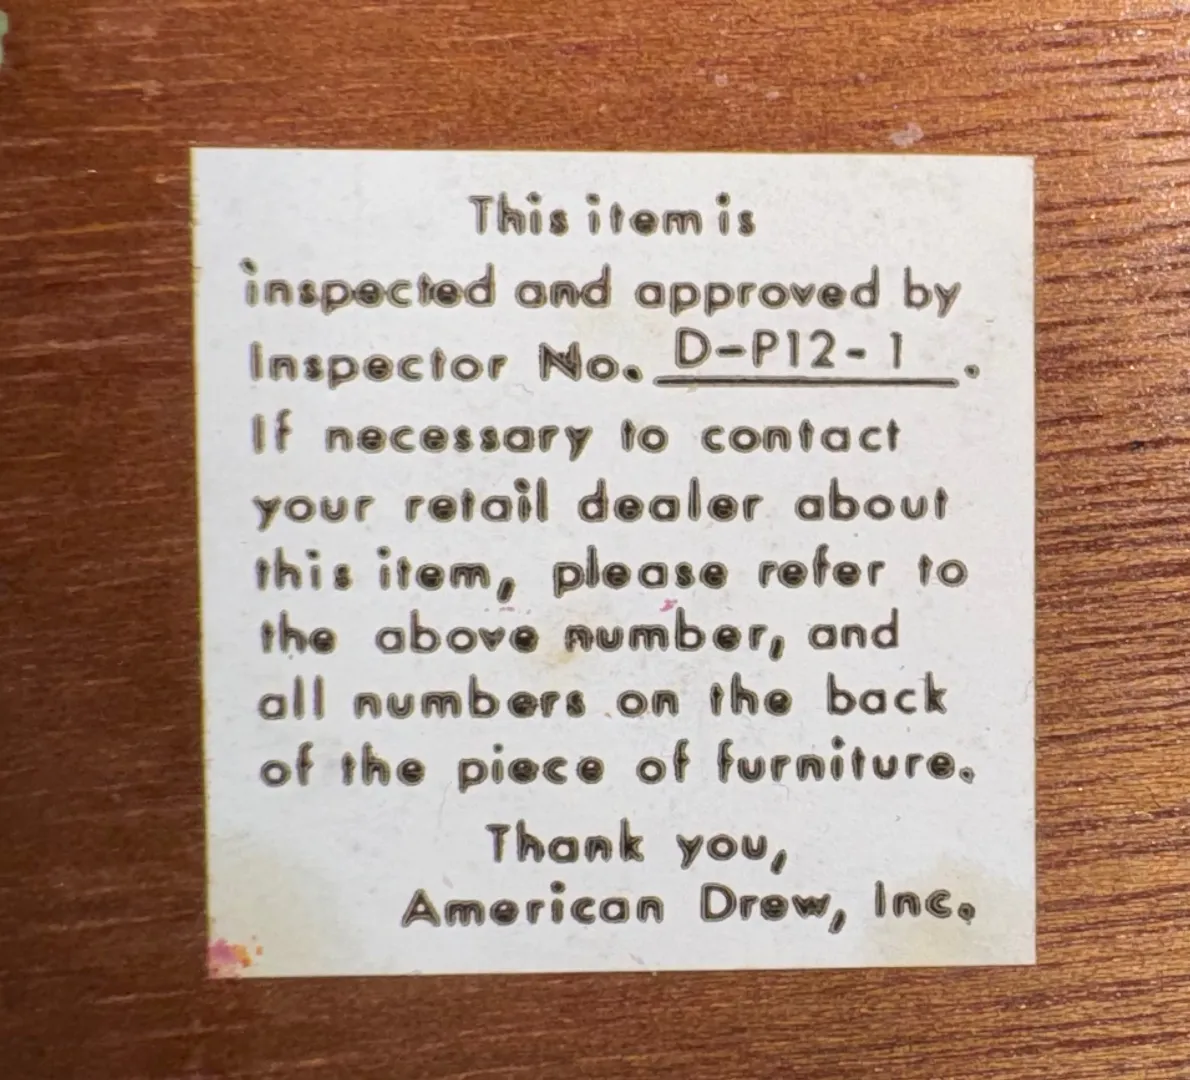 This item is
inspected and approved by
Inspector No. D-P12-1.
If necessary to contact
your retail dealer about
this item, please refer to
the above number, and
all numbers on the back
of the piece of furniture.
Thank you,
American Drew, Inc.